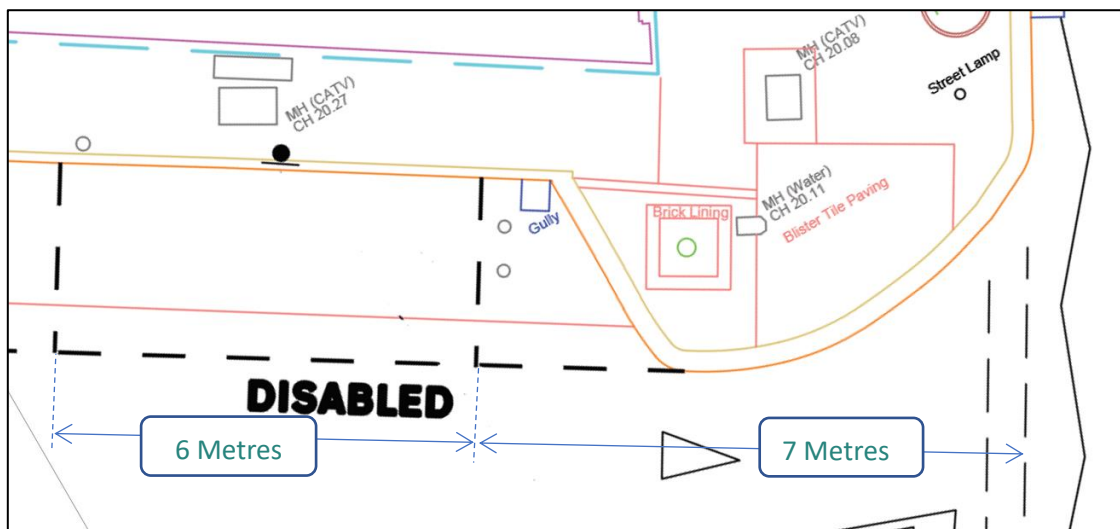 MH (CATV)
CH 20.27
MH (CATV)
CH 20.08
Street Lamp
MH (Water)
CH 20.11
Brick Lining
Blister Tile Paving
Gully
DISABLED
6 Metres
7 Metres